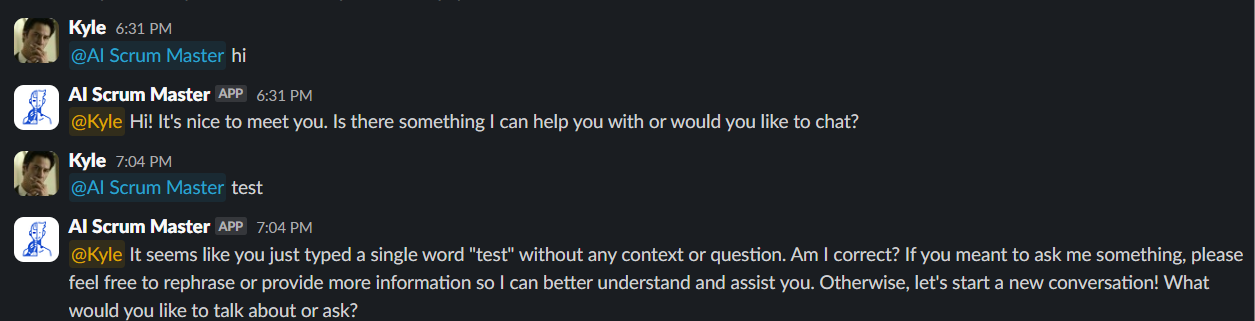 Kyle 6:31 PM
@AI Scrum Master hi
AI Scrum Master APP 6:31 PM
@Kyle Hi! It's nice to meet you. Is there something I can help you with or would you like to chat?
Kyle 7:04 PM
@AI Scrum Master test
AI Scrum Master APP 7:04 PM
@Kyle It seems like you just typed a single word "test" without any context or question. Am I correct? If you meant to ask me something, please
feel free to rephrase or provide more information so I can better understand and assist you. Otherwise, let's start a new conversation! What
would you like to talk about or ask?